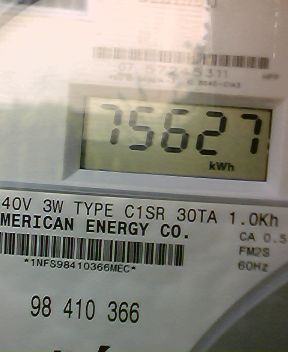 75627
kWh
40V 3W TYPE C1SR 30TA 1.0Kh
MERICAN ENERGY CO.
CA 0.5
FM2S
*1NFS98410366MEC*
60Hz
98 410 366